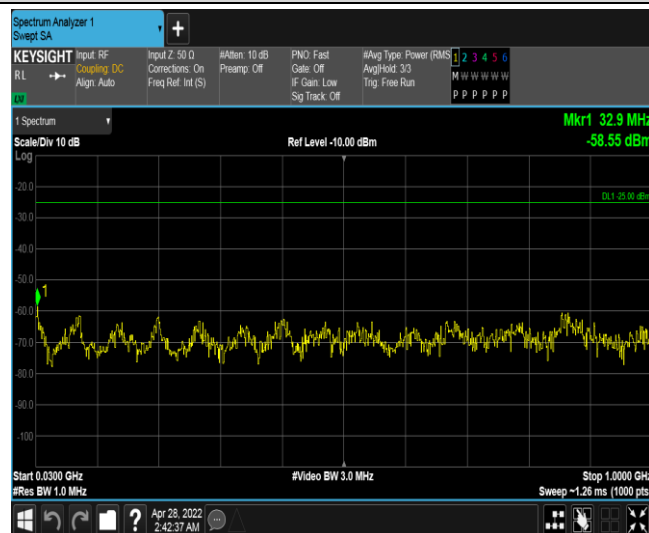 Spectrum Analyzer 1
Swept SA
+
KEYSIGHT
RL
Input: RF
Coupling: DC
Align: Auto
Input Z: 50 Ω
Corrections: On
Freq Ref: Int (S)
#Atten: 10 dB
Preamp: Off
PNO: Fast
Gate: Off
IF Gain: Low
Sig Track: Off
#Avg Type: Power (RMS
Avg|Hold: 3/3
Trig: Free Run
1 2 3 4 5 6
M W W W W W
P P P P P P
1 Spectrum
Scale/Div 10 dB
Ref Level -10.00 dBm
Mkr1 32.9 MHz
-58.55 dBm
Log
-20.0
DL1 -25.00 dBm
-30.0
-40.0
-50.0
1
-60.0
-70.0
-80.0
-90.0
-100
Start 0.0300 GHz
#Video BW 3.0 MHz
Stop 1.0000 GHz
#Res BW 1.0 MHz
Sweep ~1.26 ms (1000 pts
?
Apr 28, 2022
2:42:37 AM